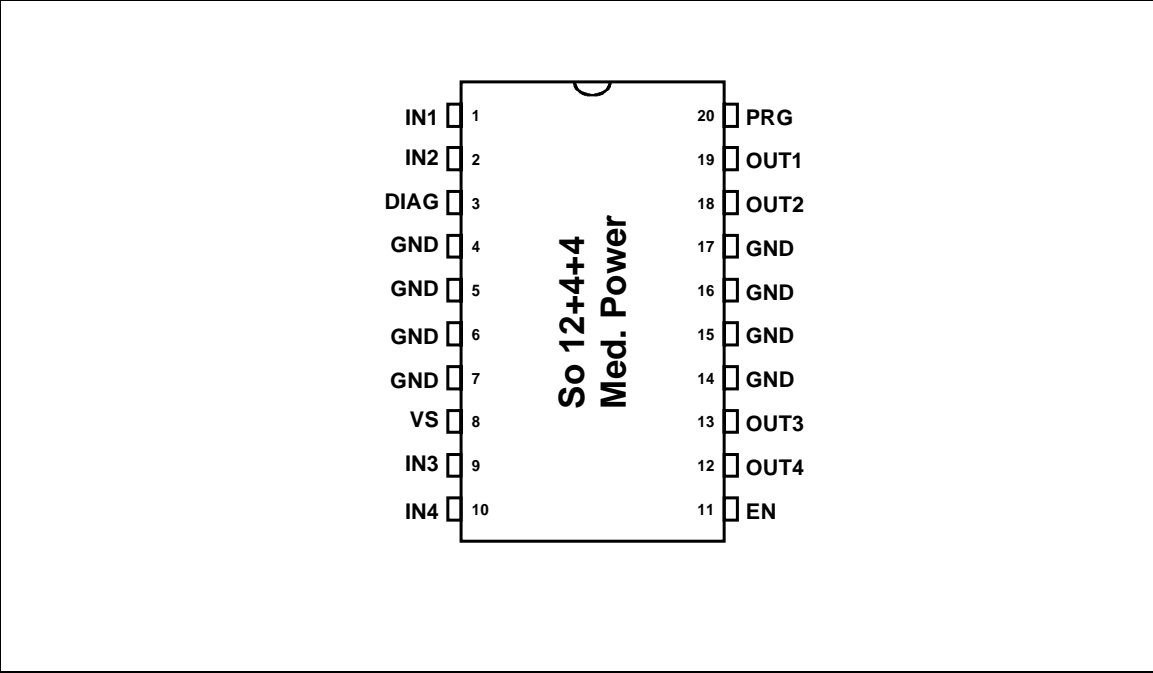 IN1 1 20 PRG
IN2 2 19 OUT1
DIAG 3 18 OUT2
GND 4 17 GND
GND 5 16 GND
GND 6 15 GND
GND 7 14 GND
VS 8 13 OUT3
IN3 9 12 OUT4
IN4 10 11 EN
So 12+4+4
Med. Power